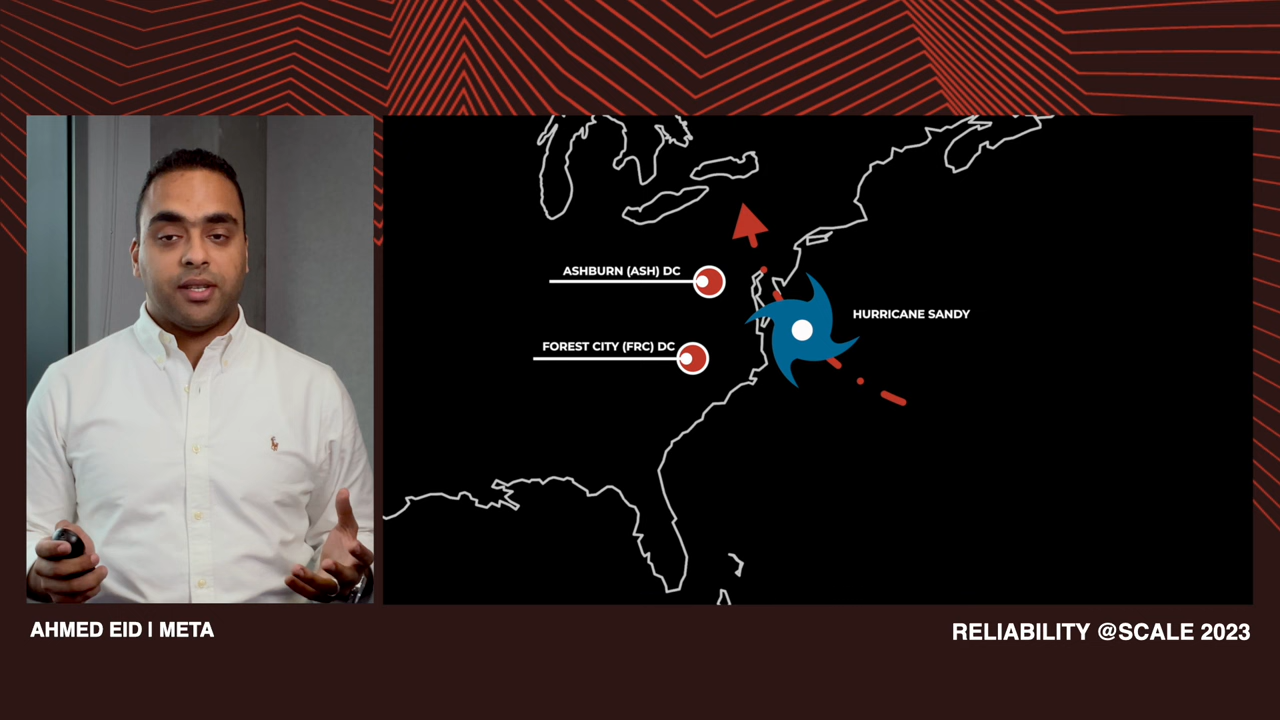 ASHBURN (ASH) DC
HURRICANE SANDY
FOREST CITY (FRC) DC
AHMED EID | META
RELIABILITY @SCALE 2023